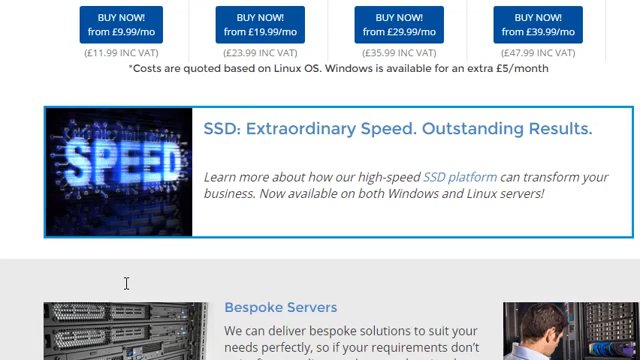 BUY NOW! BUY NOW! BUY NOW! BUY NOW!
from £9.99/mo from £19.99/mo from £29.99/mo from £39.99/mo
(£11.99 INC VAT) (£23.99 INC VAT) (£35.99 INC VAT) (£47.99 INC VAT)
*Costs are quoted based on Linux OS. Windows is available for an extra £5/month
SPEED
SSD: Extraordinary Speed. Outstanding Results.
Learn more about how our high-speed SSD platform can transform your
business. Now available on both Windows and Linux servers!
Bespoke Servers
We can deliver bespoke solutions to suit your
needs perfectly, so if your requirements don't